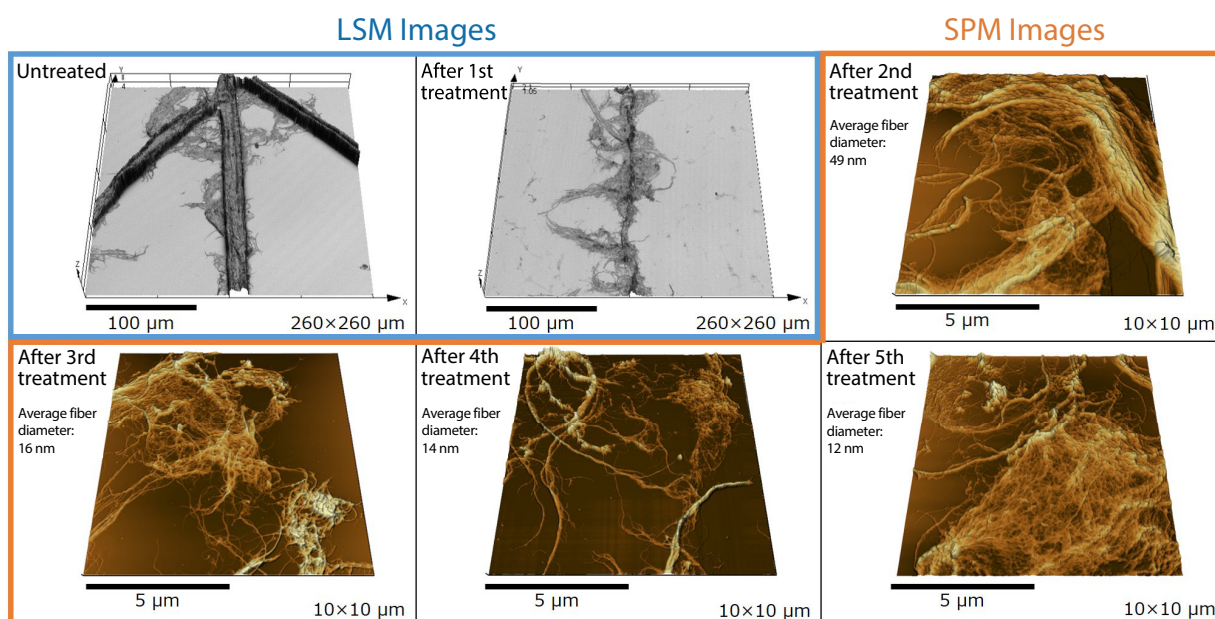 LSM Images
SPM Images
Untreated
Y
4
Z
X
100 µm
260×260 µm
After 1st
treatment
Y
1.05
Z
X
100 µm
260×260 µm
After 2nd
treatment
Average fiber
diameter:
49 nm
5 µm
10×10 µm
After 3rd
treatment
Average fiber
diameter:
16 nm
5 µm
10×10 µm
After 4th
treatment
Average fiber
diameter:
14 nm
5 µm
10×10 µm
After 5th
treatment
Average fiber
diameter:
12 nm
5 µm
10×10 µm